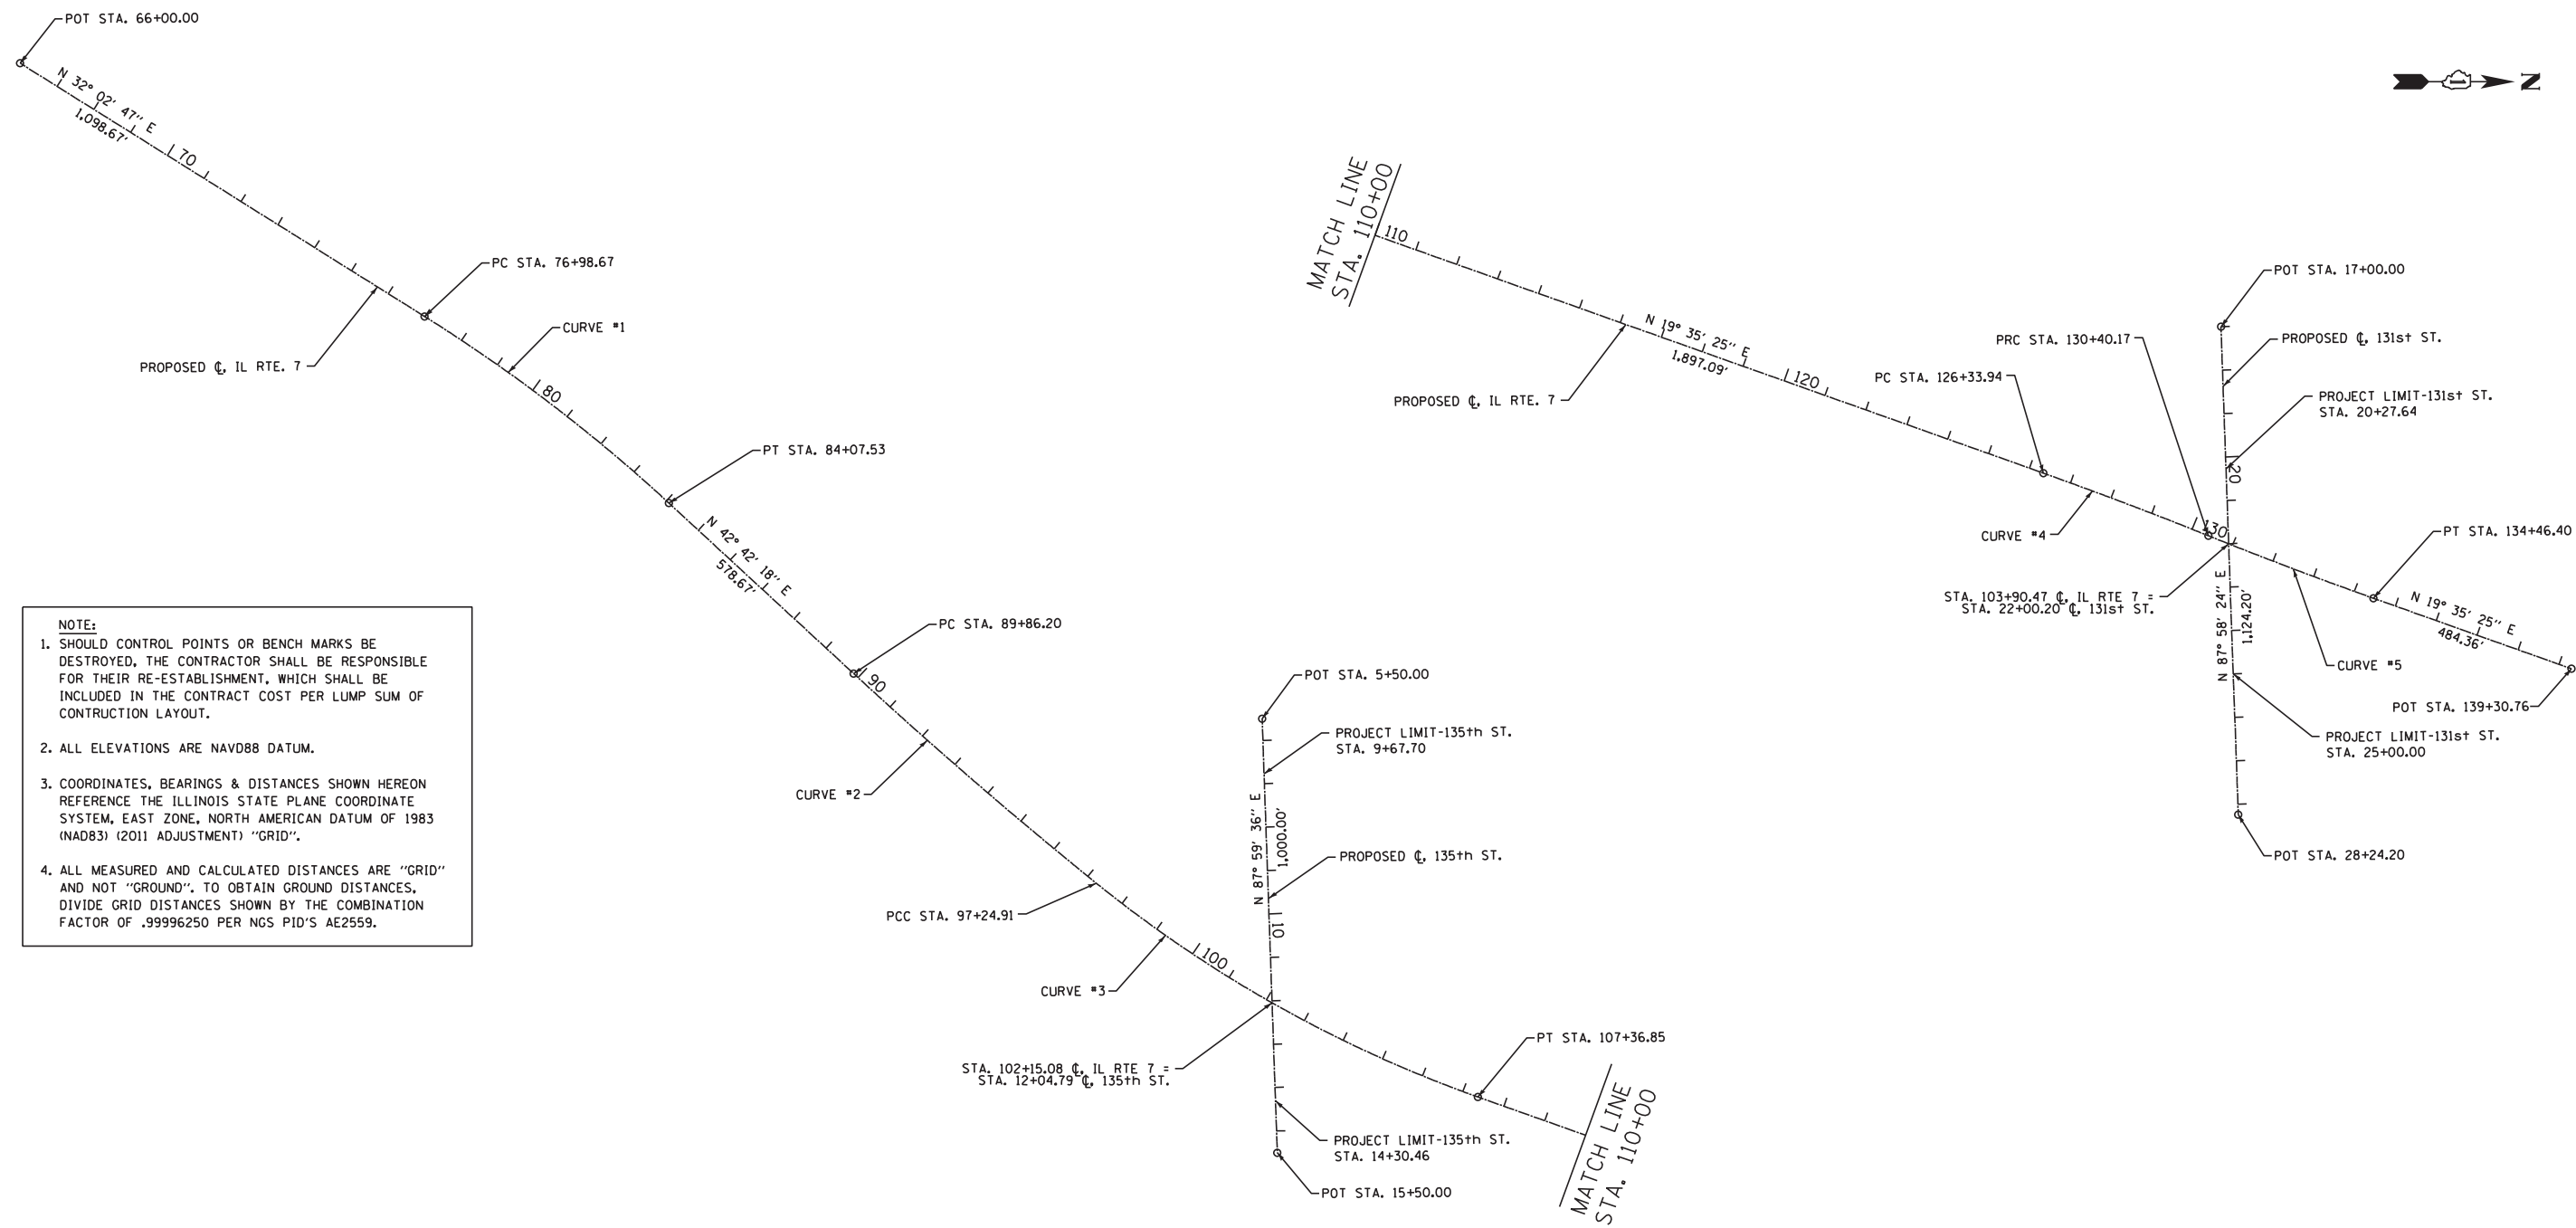 POT STA. 66+00.00
N 32° 02' 47" E
1,098.67'
70
PC STA. 76+98.67
CURVE #1
PROPOSED ℄, IL RTE. 7
80
PT STA. 84+07.53
N 42° 42' 18" E
578.67'
PC STA. 89+86.20
90
CURVE #2
PCC STA. 97+24.91
CURVE #3
100
STA. 102+15.08 ℄, IL RTE 7 =
STA. 12+04.79 ℄, 135th ST.
POT STA. 5+50.00
PROJECT LIMIT-135th ST.
STA. 9+67.70
N 87° 59' 36" E
1,000.00'
PROPOSED ℄, 135th ST.
10
PT STA. 107+36.85
PROJECT LIMIT-135th ST.
STA. 14+30.46
POT STA. 15+50.00
MATCH LINE
STA. 110+00
MATCH LINE
STA. 110+00
110
N 19° 35' 25" E
1,897.09'
PROPOSED ℄, IL RTE. 7
120
PC STA. 126+33.94
PRC STA. 130+40.17
CURVE #4
130
STA. 103+90.47 ℄, IL RTE 7 =
STA. 22+00.20 ℄, 131st ST.
POT STA. 17+00.00
PROPOSED ℄, 131st ST.
PROJECT LIMIT-131st ST.
STA. 20+27.64
20
N 87° 58' 24" E
1,124.20'
PT STA. 134+46.40
N 19° 35' 25" E
484.36'
CURVE #5
POT STA. 139+30.76
PROJECT LIMIT-131st ST.
STA. 25+00.00
POT STA. 28+24.20
N
NOTE:
1. SHOULD CONTROL POINTS OR BENCH MARKS BE
DESTROYED, THE CONTRACTOR SHALL BE RESPONSIBLE
FOR THEIR RE-ESTABLISHMENT, WHICH SHALL BE
INCLUDED IN THE CONTRACT COST PER LUMP SUM OF
CONTRUCTION LAYOUT.
2. ALL ELEVATIONS ARE NAVD88 DATUM.
3. COORDINATES, BEARINGS & DISTANCES SHOWN HEREON
REFERENCE THE ILLINOIS STATE PLANE COORDINATE
SYSTEM, EAST ZONE, NORTH AMERICAN DATUM OF 1983
(NAD83) (2011 ADJUSTMENT) "GRID".
4. ALL MEASURED AND CALCULATED DISTANCES ARE "GRID"
AND NOT "GROUND". TO OBTAIN GROUND DISTANCES,
DIVIDE GRID DISTANCES SHOWN BY THE COMBINATION
FACTOR OF .99996250 PER NGS PID'S AE2559.